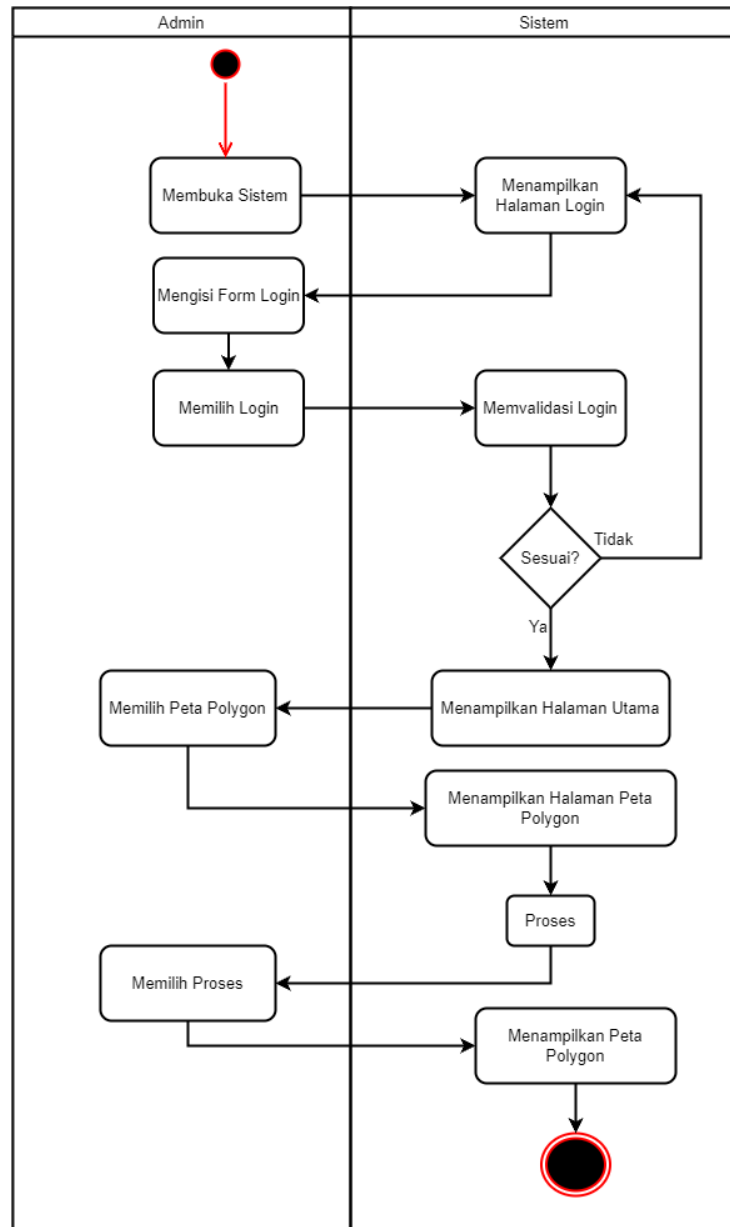 Admin
Sistem
Membuka Sistem
Menampilkan
Halaman Login
Mengisi Form Login
Memilih Login
Memvalidasi Login
Sesuai?
Tidak
Ya
Memilih Peta Polygon
Menampilkan Halaman Utama
Menampilkan Halaman Peta
Polygon
Proses
Memilih Proses
Menampilkan Peta
Polygon